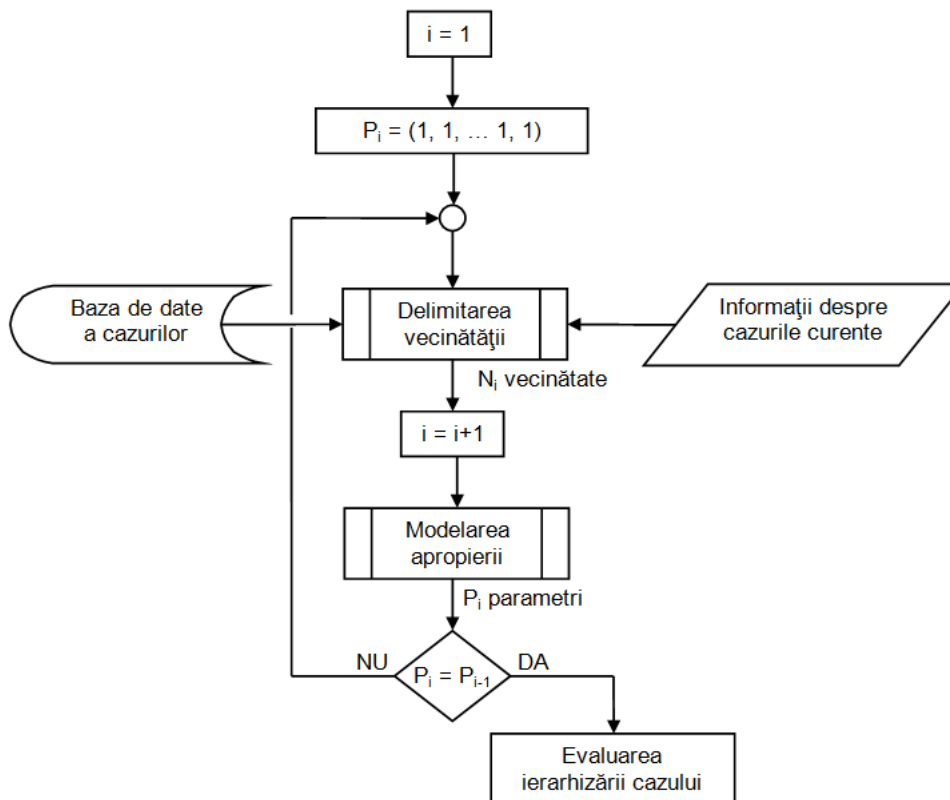 i = 1
Pi = (1, 1, … 1, 1)
Baza de date
a cazurilor
Delimitarea
vecinătăţii
Informaţii despre
cazurile curente
Ni vecinătate
i = i+1
Modelarea
apropierii
Pi parametri
NU
Pi = Pi-1
DA
Evaluarea
ierarhizării cazului